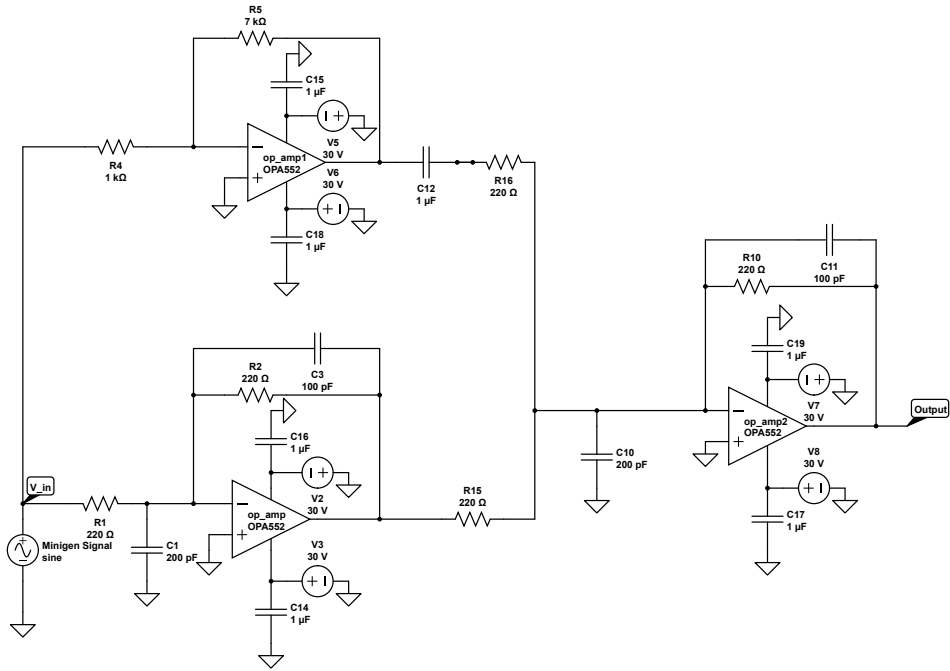 R5
7 kΩ
C15
1 µF
R4
1 kΩ
op_amp1
OPA552
V5
30 V
V6
30 V
C18
1 µF
C12
1 µF
R16
220 Ω
R10
220 Ω
C11
100 pF
C19
1 µF
op_amp2
OPA552
V7
30 V
V8
30 V
C17
1 µF
Output
C10
200 pF
R2
220 Ω
C3
100 pF
C16
1 µF
V_in
R1
220 Ω
Minigen Signal
sine
C1
200 pF
op_amp
OPA552
V2
30 V
V3
30 V
C14
1 µF
R15
220 Ω